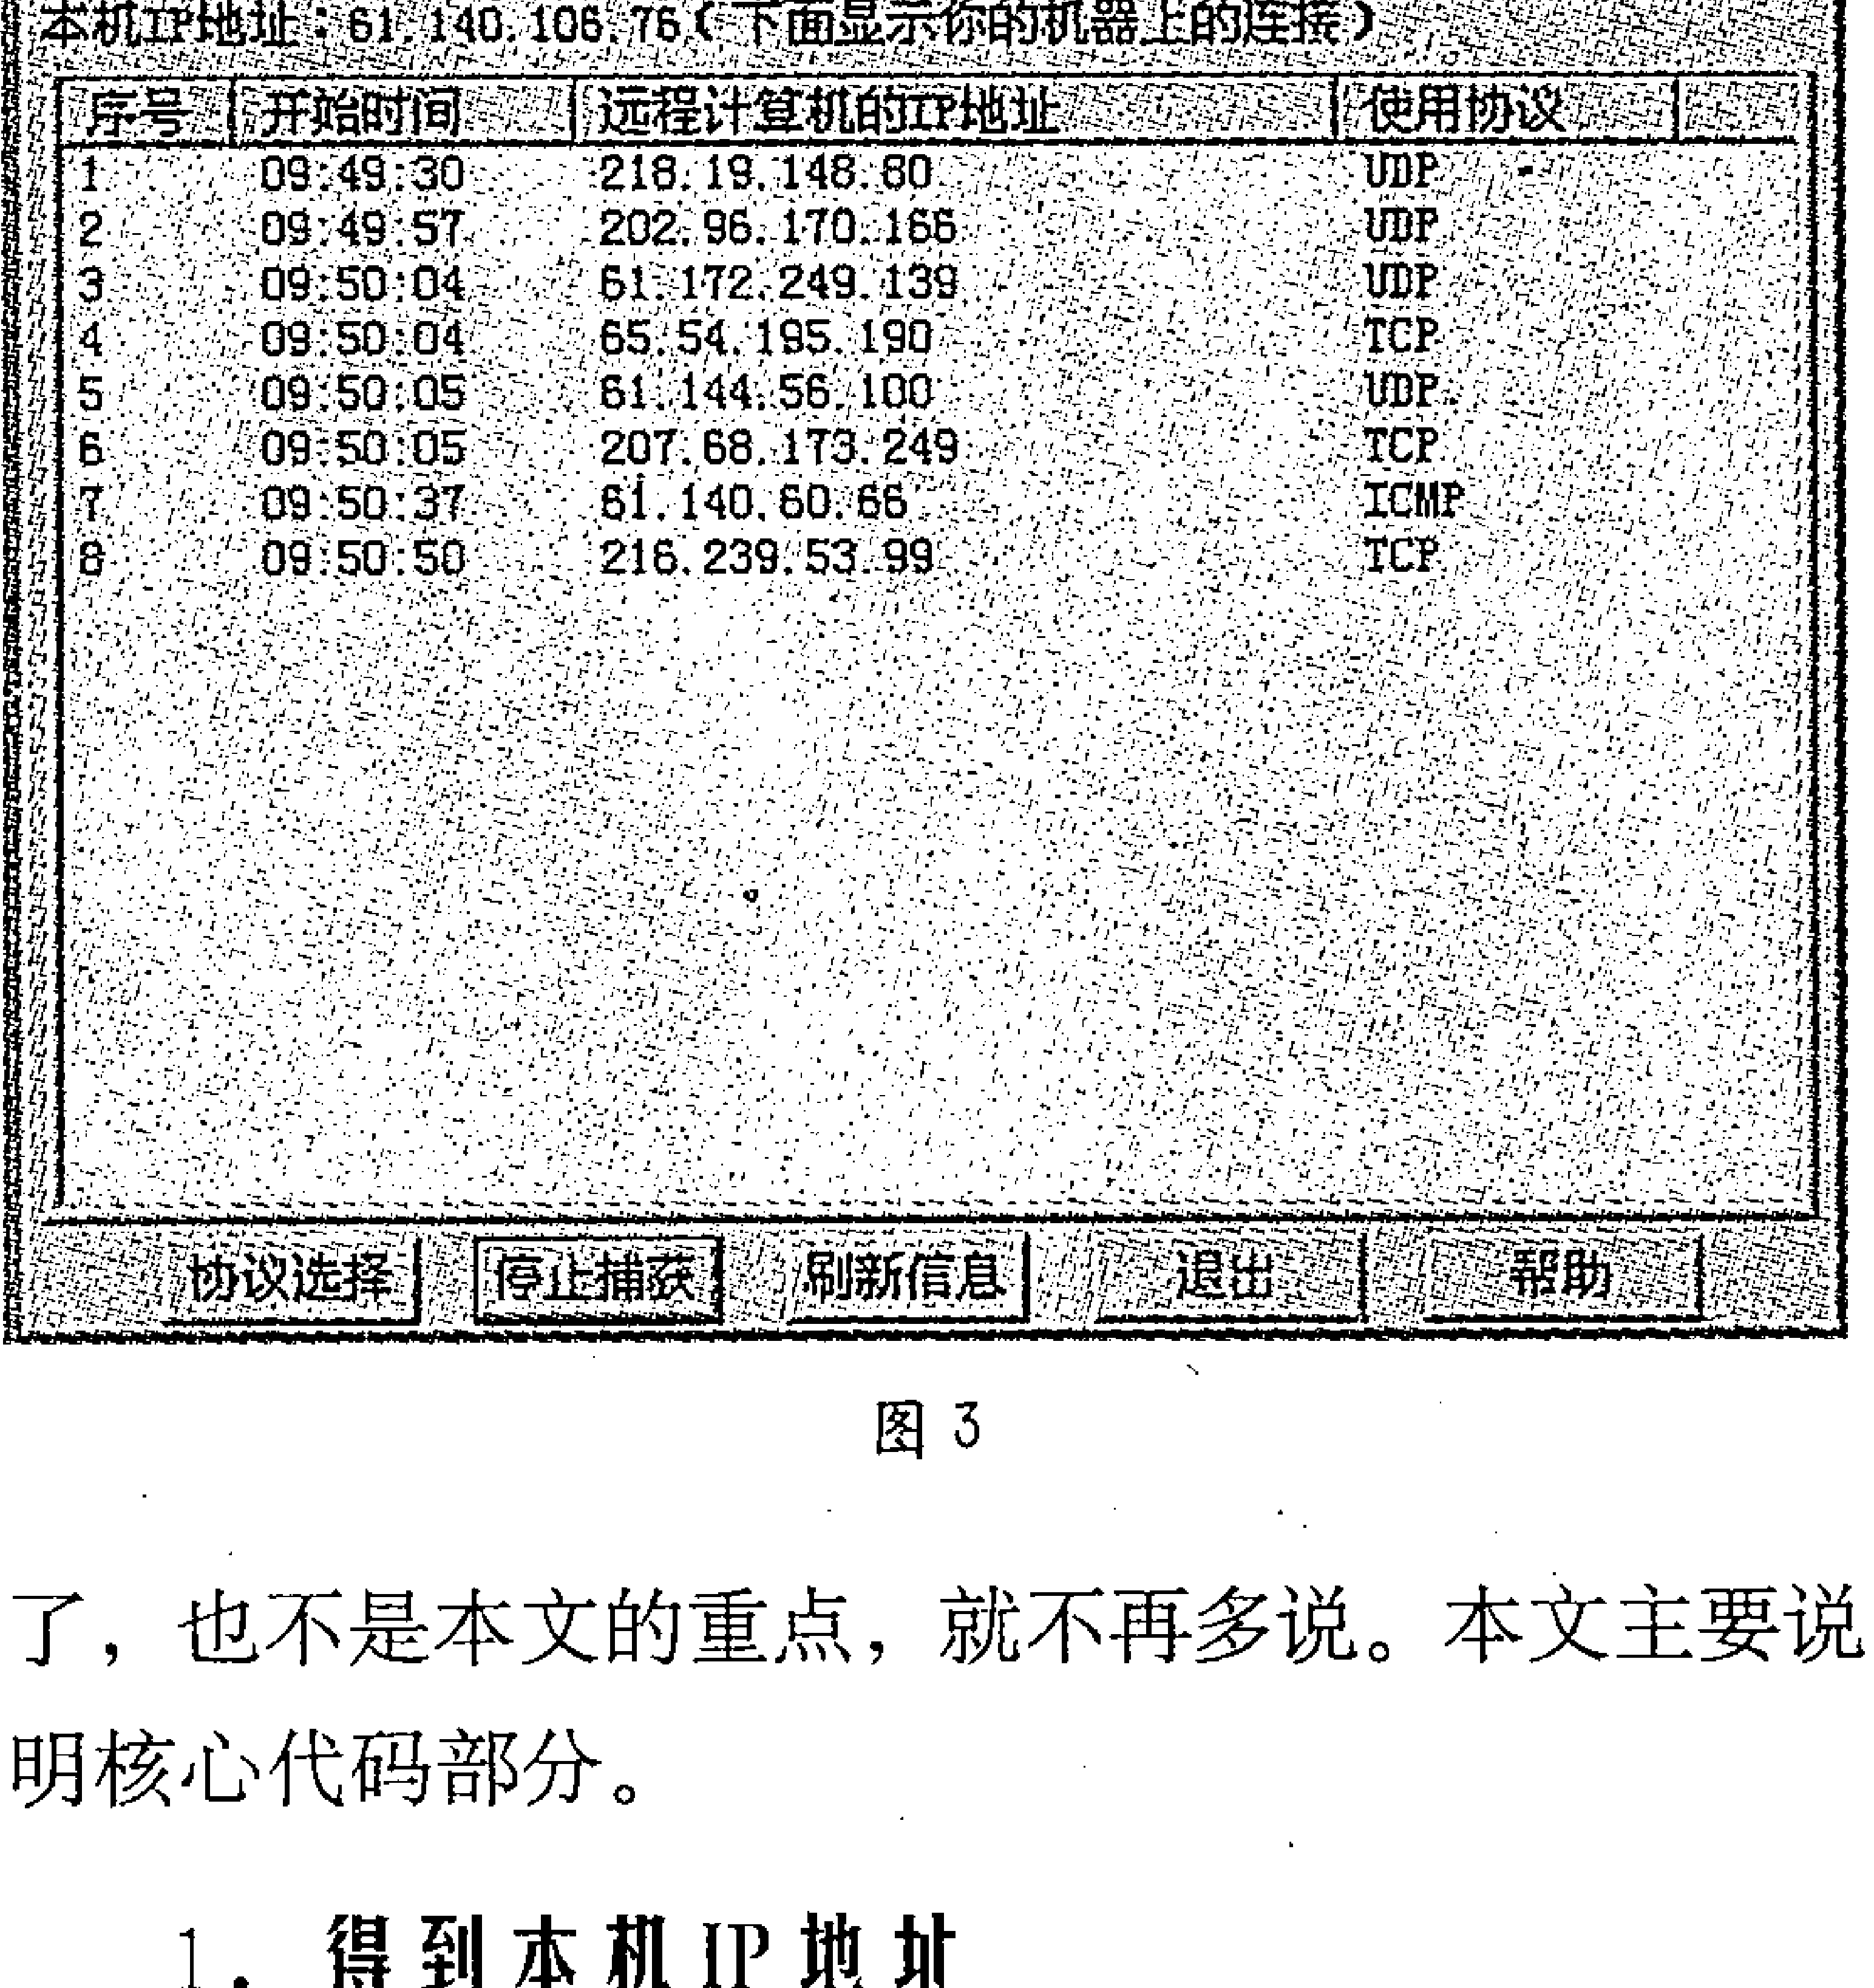 本机IP地址：61.140.106.76（下面显示你的机器上的连接）
序号 开始时间 远程计算机的IP地址 使用协议
1 09:49:30 218.19.148.80 UDP
2 09:49:57 202.96.170.166 UDP
3 09:50:04 61.172.249.139 UDP
4 09:50:04 65.54.195.190 TCP
5 09:50:05 61.144.56.100 UDP
6 09:50:05 207.68.173.249 TCP
7 09:50:37 61.140.60.66 ICMP
8 09:50:50 216.239.53.99 TCP
协议选择 停止捕获 刷新信息 退出 帮助
图 3
了，也不是本文的重点，就不再多说。本文主要说
明核心代码部分。
1．得到本机IP地址